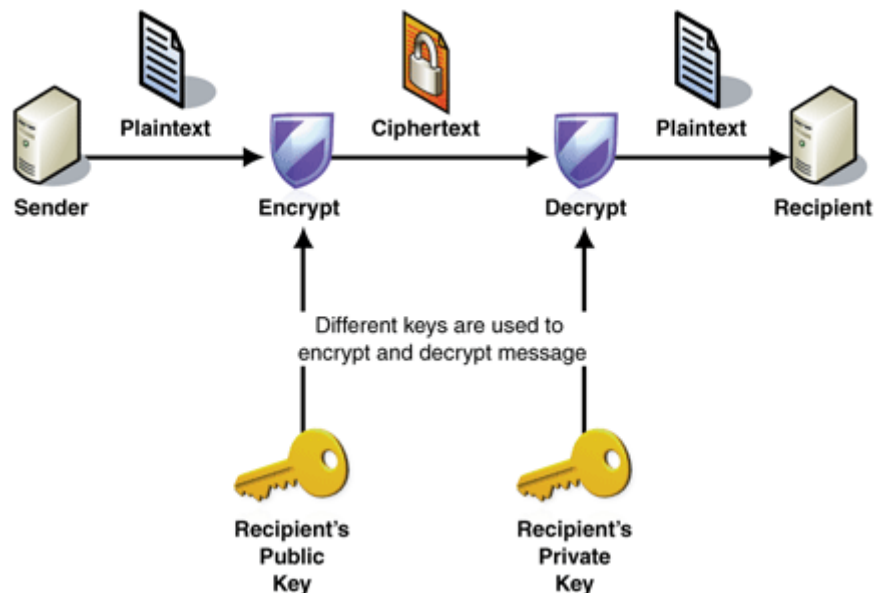 Plaintext
Ciphertext
Plaintext
Sender
Encrypt
Decrypt
Recipient
Different keys are used to
encrypt and decrypt message
Recipient's
Public
Key
Recipient's
Private
Key